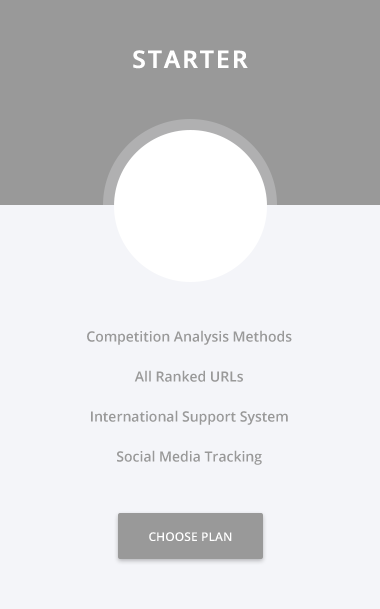 STARTER
Competition Analysis Methods
All Ranked URLs
International Support System
Social Media Tracking
CHOOSE PLAN